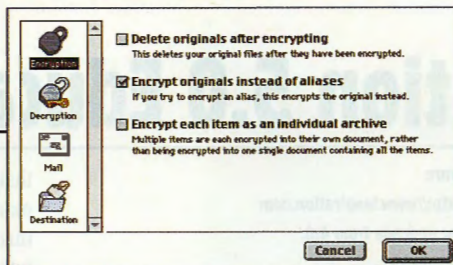 Encryption
Decryption
Mail
Destination
Delete originals after encrypting
This deletes your original files after they have been encrypted.
Encrypt originals instead of aliases
If you try to encrypt an alias, this encrypts the original instead.
Encrypt each item as an individual archive
Multiple items are each encrypted into their own document, rather
than being encrypted into one single document containing all the items.
Cancel
OK